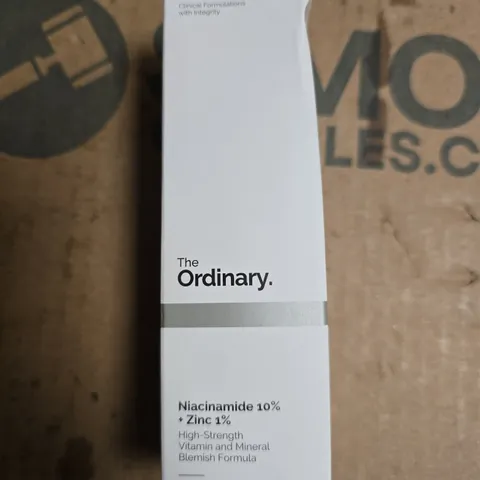 Clinical Formulations
with Integrity
MO
LES.C
The
Ordinary.
Niacinamide 10%
+ Zinc 1%
High-Strength
Vitamin and Mineral
Blemish Formula